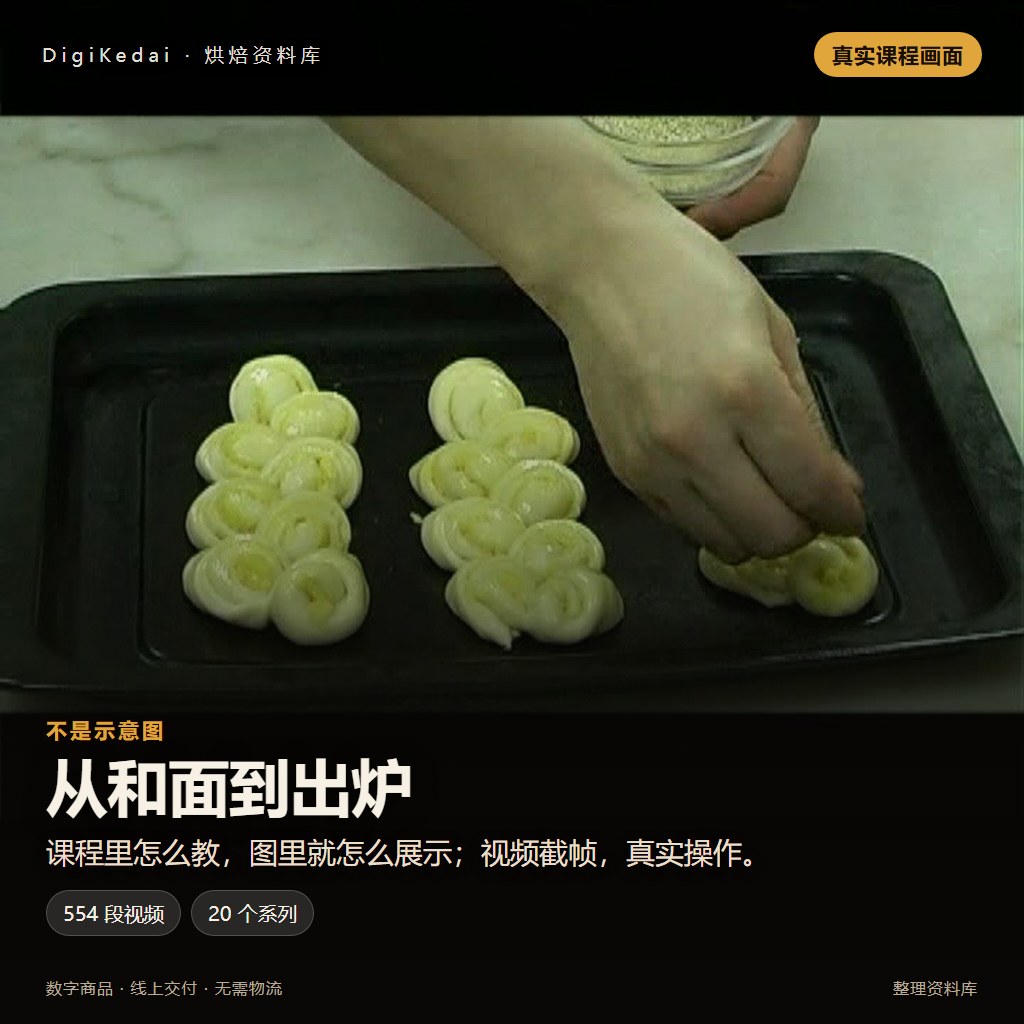 DigiKedai · 烘焙资料库
真实课程画面
不是示意图
从和面到出炉
课程里怎么教，图里就怎么展示；视频截帧，真实操作。
554 段视频
20 个系列
数字商品 · 线上交付 · 无需物流
整理资料库